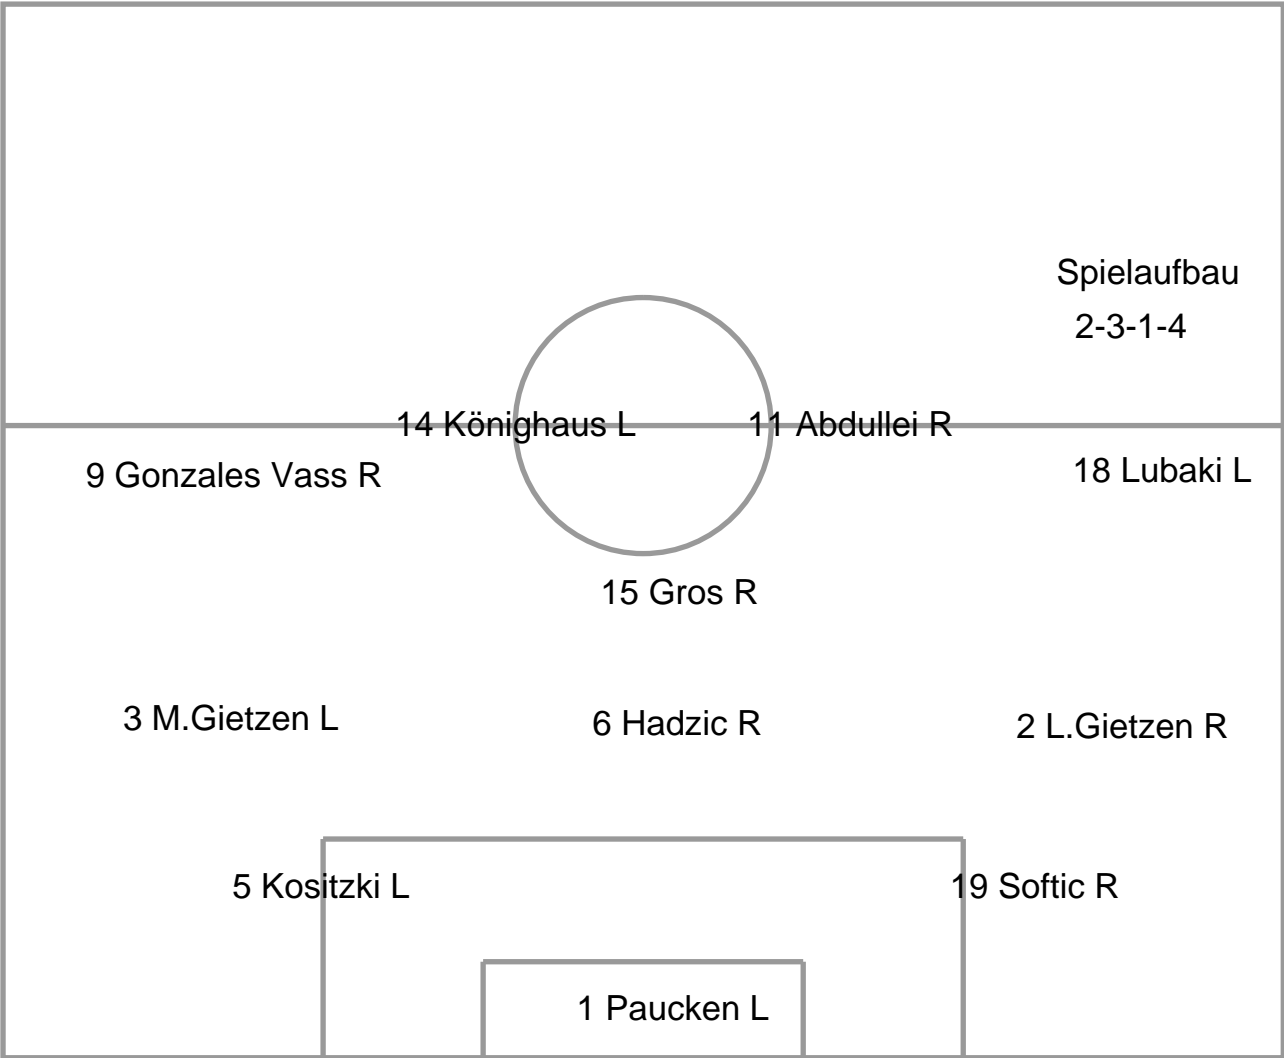 Spielaufbau
2-3-1-4
14 Könighaus L
11 Abdullei R
9 Gonzales Vass R
18 Lubaki L
15 Gros R
3 M.Gietzen L
6 Hadzic R
2 L.Gietzen R
5 Kositzki L
19 Softic R
1 Paucken L